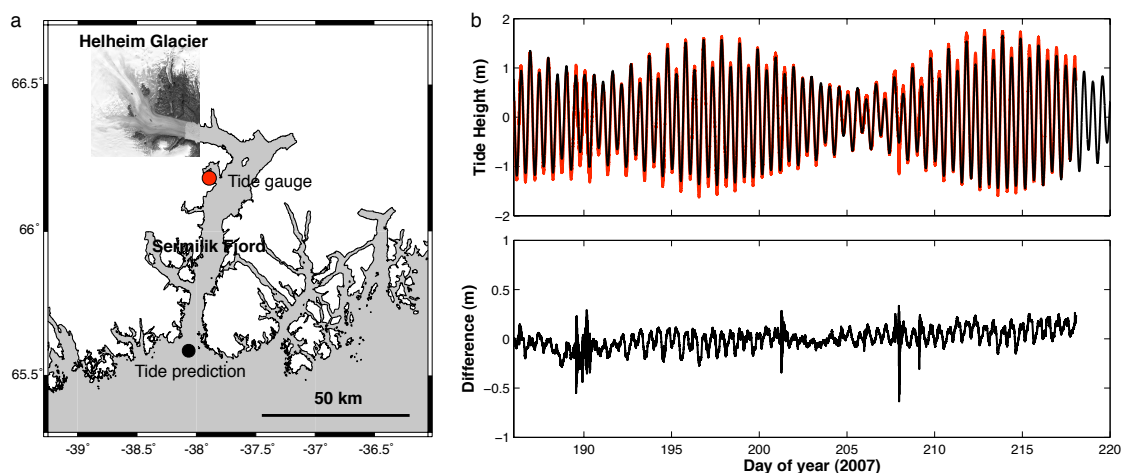 a
Helheim Glacier
66.5˚
66˚
65.5˚
Tide gauge
Sermilik Fjord
Tide prediction
50 km
-39˚ -38.5˚ -38˚ -37.5˚ -37˚ -36.5˚
b
Tide Height (m)
2
1
0
−1
−2
Difference (m)
1
0.5
0
−0.5
−1
190 195 200 205 210 215 220
Day of year (2007)